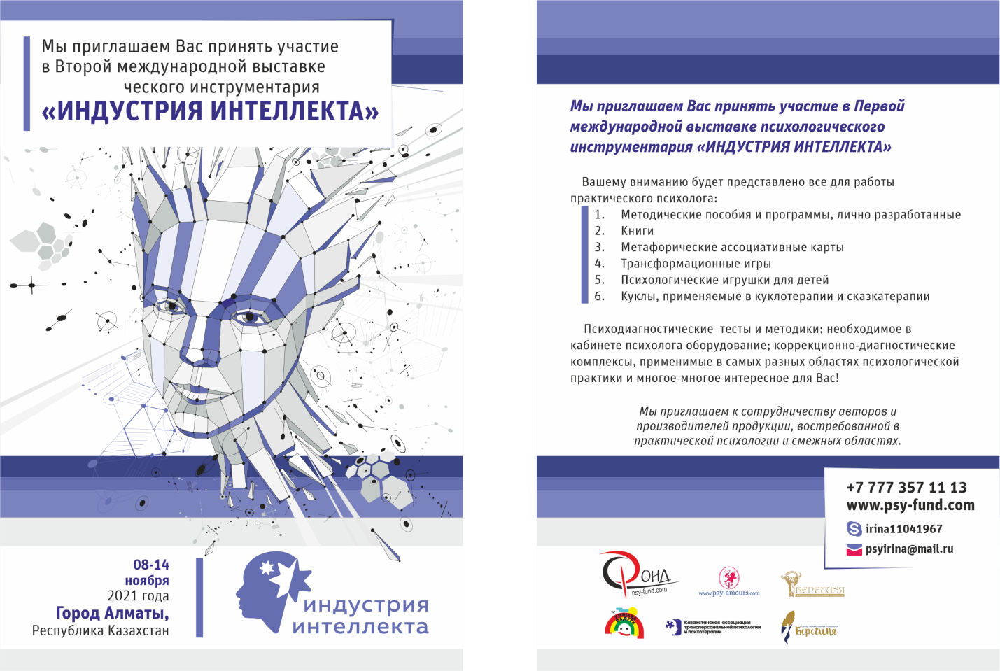 Мы приглашаем Вас принять участие
в Второй международной выставке
ческого инструментария
«ИНДУСТРИЯ ИНТЕЛЛЕКТА»
08-14
ноября
2021 года
Город Алматы,
Республика Казахстан
индустрия
интеллекта
Мы приглашаем Вас принять участие в Первой
международной выставке психологического
инструментария «ИНДУСТРИЯ ИНТЕЛЛЕКТА»
Вашему вниманию будет представлено все для работы
практического психолога:
1. Методические пособия и программы, лично разработанные
2. Книги
3. Метафорические ассоциативные карты
4. Трансформационные игры
5. Психологические игрушки для детей
6. Куклы, применяемые в куклотерапии и сказкатерапии
Психодиагностические тесты и методики; необходимое в
кабинете психолога оборудование; коррекционно-диагностические
комплексы, применимые в самых разных областях психологической
практики и многое-многое интересное для Вас!
Мы приглашаем к сотрудничеству авторов и
производителей продукции, востребованной в
практической психологии и смежных областях.
+7 777 357 11 13
www.psy-fund.com
irina11041967
psyirina@mail.ru
Фонд
psy-fund.com
www.psy-amours.com
БЕРЕГИНЯ
Казахстанская ассоциация
трансперсональной психологии
и психотерапии
Берегиня